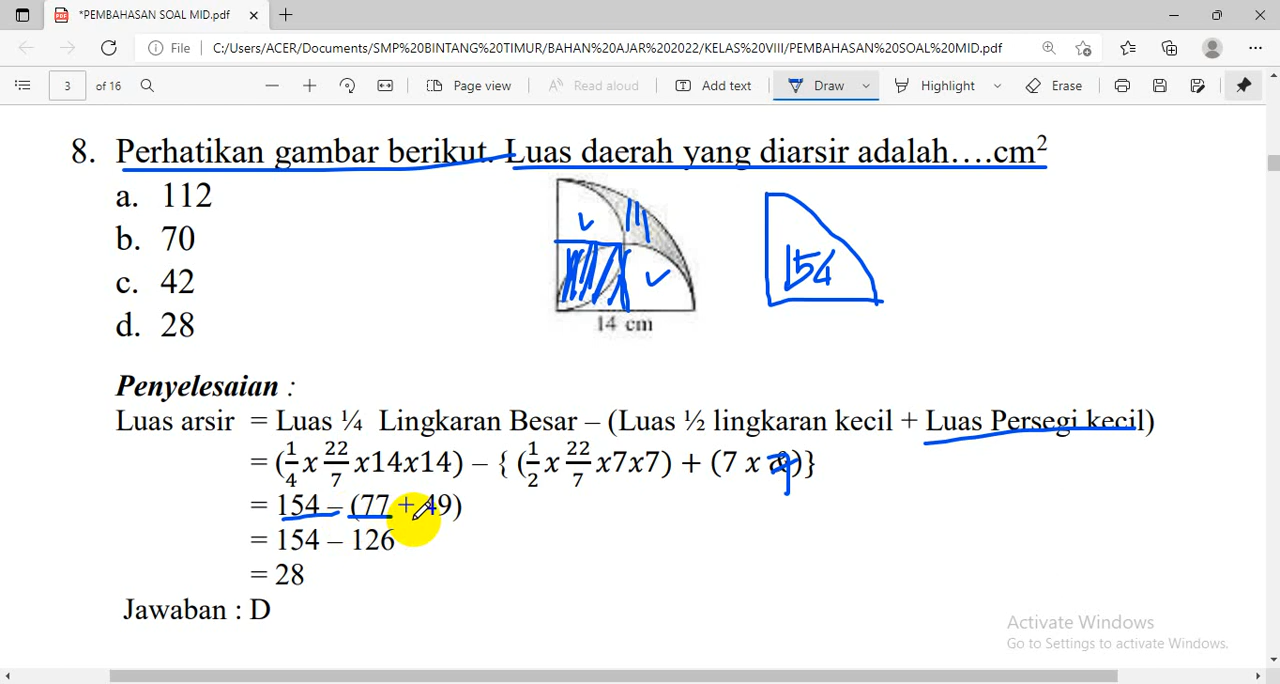 *PEMBAHASAN SOAL MID.pdf
File C:/Users/ACER/Documents/SMP%20BINTANG%20TIMUR/BAHAN%20AJAR%202022/KELAS%20VIII/PEMBAHASAN%20SOAL%20MID.pdf
3 of 16 Page view Read aloud Add text Draw Highlight Erase
8. Perhatikan gambar berikut. Luas daerah yang diarsir adalah….cm²
a. 112
b. 70
c. 42
d. 28
154
14 cm
Penyelesaian :
Luas arsir = Luas ¼ Lingkaran Besar – (Luas ½ lingkaran kecil + Luas Persegi kecil)
= (1/4 x 22/7 x14x14) – { (1/2 x 22/7 x7x7) + (7 x 7)}
= 154 – (77 + 49)
= 154 – 126
= 28
Jawaban : D
Activate Windows
Go to Settings to activate Windows.